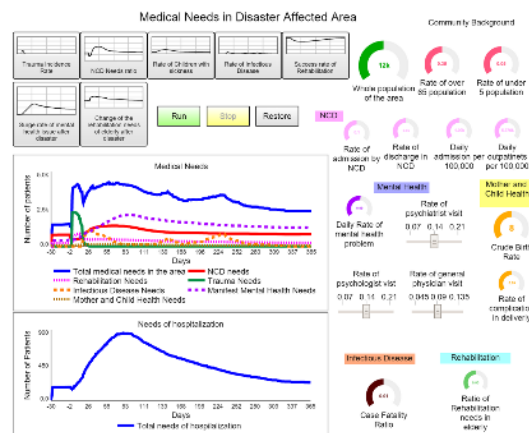 Medical Needs in Disaster Affected Area
Community Background
Trauma Incidence
Rate
NCD Needs ratio
Rate of Children with
sickness
Rate of Infectious
Disease
Success rate of
Rehabilitation
Surge rate of mental
health issue after
disaster
Change of the
rehabilitation needs
of elderly after
disaster
Run
Stop
Restore
12k
Whole population
of the area
Rate of over
65 population
Rate of under
5 population
NCD
Rate of
admission by
NCD
Rate of
discharge in
NCD
Daily
admission per
100,000
Daily
outpatinets
per 100,000
Mental Health
Mother and
Child Health
Daily Rate of
mental health
problem
Rate of
psychiatrist visit
0.07 0.14 0.21
Crude Birth
Rate
Rate of
psychologist visit
0.07 0.14 0.21
Rate of general
physician visit
0.045 0.09 0.135
Rate of
complication
in delivery
Medical Needs
Number of patients
Days
Total medical needs in the area
NCD needs
Rehabilitation Needs
Trauma Needs
Infectious Disease Needs
Manifest Mental Health Needs
Mother and Child Health Needs
Needs of hospitalization
Number of Patients
Days
Total needs of hospitalization
Infectious Disease
Rehabilitation
Case Fatality
Ratio
Ratio of
Rehabilitation
needs in
elderly